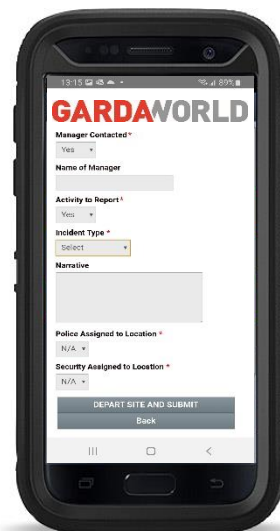 13:15
89%
GARDAWORLD
Manager Contacted*
Yes
Name of Manager
Activity to Report*
Yes
Incident Type *
Select
Narrative
Police Assigned to Location *
N/A
Security Assigned to Location *
N/A
DEPART SITE AND SUBMIT
Back